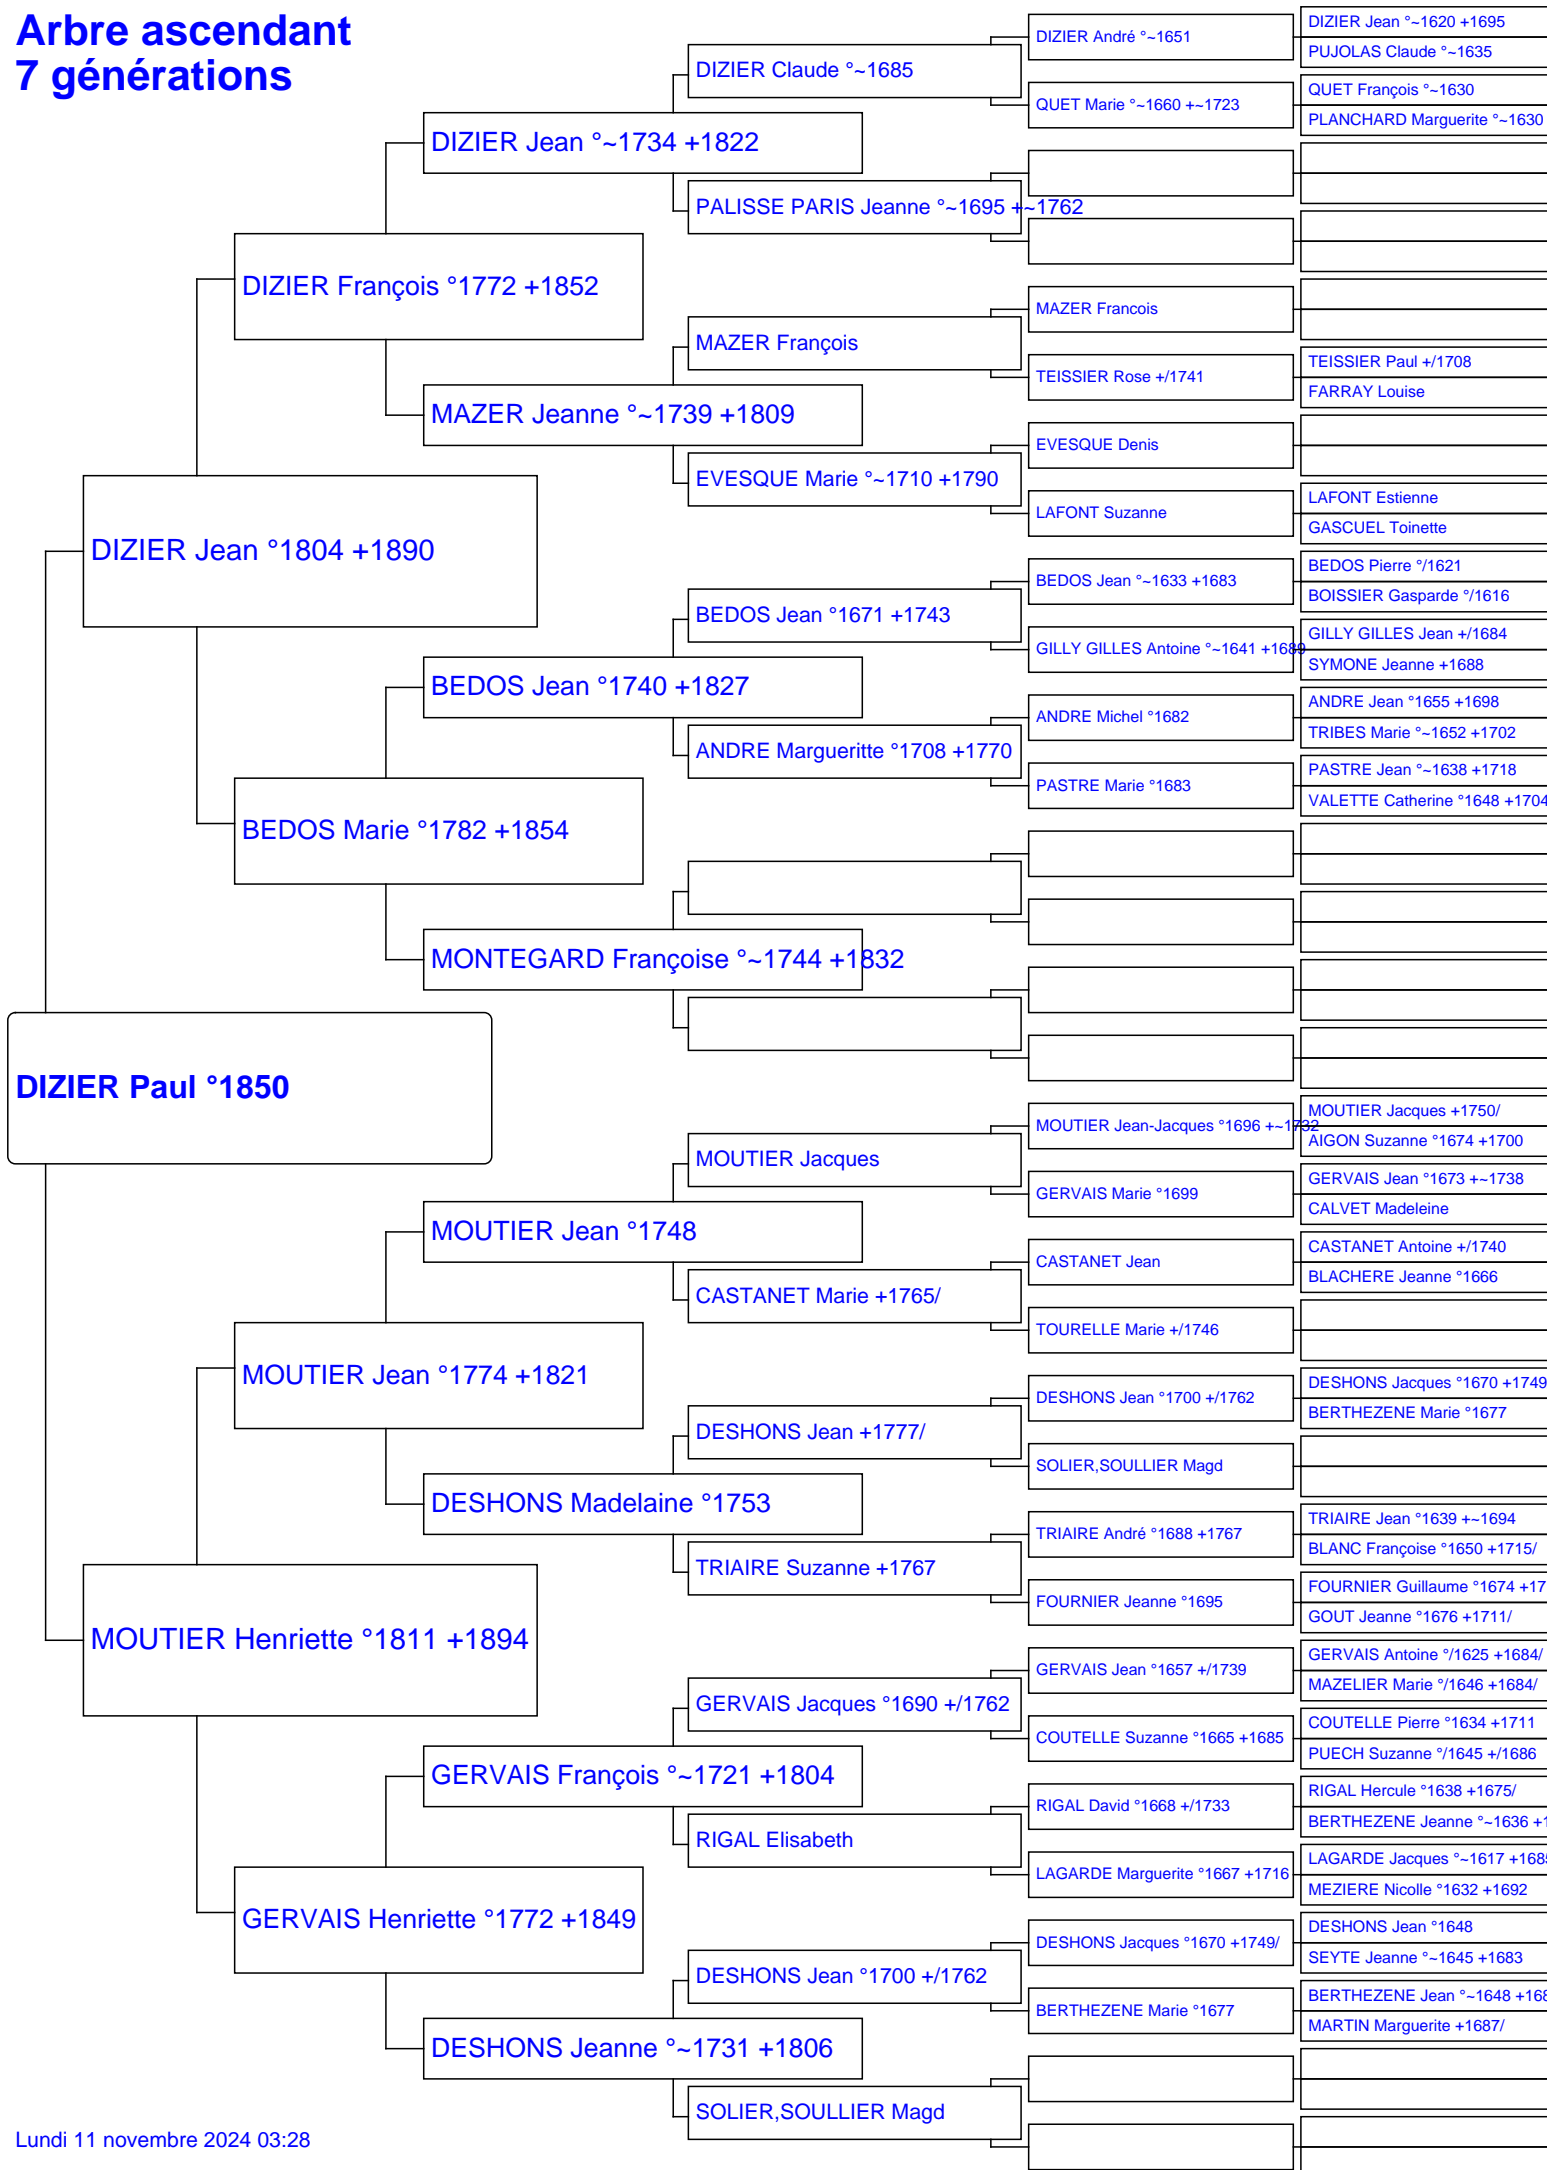 Arbre ascendant
7 générations
DIZIER Paul °1850
DIZIER Jean °1804 +1890
MOUTIER Henriette °1811 +1894
DIZIER François °1772 +1852
BEDOS Marie °1782 +1854
MOUTIER Jean °1774 +1821
GERVAIS Henriette °1772 +1849
DIZIER Jean °~1734 +1822
MAZER Jeanne °~1739 +1809
BEDOS Jean °1740 +1827
MONTEGARD Françoise °~1744 +1832
MOUTIER Jean °1748
DESHONS Madelaine °1753
GERVAIS François °~1721 +1804
DESHONS Jeanne °~1731 +1806
DIZIER Claude °~1685
PALISSE PARIS Jeanne °~1695 +~1762
MAZER François
EVESQUE Marie °~1710 +1790
BEDOS Jean °1671 +1743
ANDRE Margueritte °1708 +1770
MOUTIER Jacques
CASTANET Marie +1765/
DESHONS Jean +1777/
TRIAIRE Suzanne +1767
GERVAIS Jacques °1690 +/1762
RIGAL Elisabeth
DESHONS Jean °1700 +/1762
SOLIER,SOULLIER Magd
DIZIER André °~1651
QUET Marie °~1660 +~1723
MAZER Francois
TEISSIER Rose +/1741
EVESQUE Denis
LAFONT Suzanne
BEDOS Jean °~1633 +1683
GILLY GILLES Antoine °~1641 +1689
ANDRE Michel °1682
PASTRE Marie °1683
MOUTIER Jean-Jacques °1696 +~1732
GERVAIS Marie °1699
CASTANET Jean
TOURELLE Marie +/1746
DESHONS Jean °1700 +/1762
SOLIER,SOULLIER Magd
TRIAIRE André °1688 +1767
FOURNIER Jeanne °1695
GERVAIS Jean °1657 +/1739
COUTELLE Suzanne °1665 +1685
RIGAL David °1668 +/1733
LAGARDE Marguerite °1667 +1716
DESHONS Jacques °1670 +1749/
BERTHEZENE Marie °1677
DIZIER Jean °~1620 +1695
PUJOLAS Claude °~1635
QUET François °~1630
PLANCHARD Marguerite °~1630
TEISSIER Paul +/1708
FARRAY Louise
LAFONT Estienne
GASCUEL Toinette
BEDOS Pierre °/1621
BOISSIER Gasparde °/1616
GILLY GILLES Jean +/1684
SYMONE Jeanne +1688
ANDRE Jean °1655 +1698
TRIBES Marie °~1652 +1702
PASTRE Jean °~1638 +1718
VALETTE Catherine °1648 +1704
MOUTIER Jacques +1750/
AIGON Suzanne °1674 +1700
GERVAIS Jean °1673 +~1738
CALVET Madeleine
CASTANET Antoine +/1740
BLACHERE Jeanne °1666
DESHONS Jacques °1670 +1749
BERTHEZENE Marie °1677
TRIAIRE Jean °1639 +~1694
BLANC Françoise °1650 +1715/
FOURNIER Guillaume °1674 +17
GOUT Jeanne °1676 +1711/
GERVAIS Antoine °/1625 +1684/
MAZELIER Marie °/1646 +1684/
COUTELLE Pierre °1634 +1711
PUECH Suzanne °/1645 +/1686
RIGAL Hercule °1638 +1675/
BERTHEZENE Jeanne °~1636 +1
LAGARDE Jacques °~1617 +1685
MEZIERE Nicolle °1632 +1692
DESHONS Jean °1648
SEYTE Jeanne °~1645 +1683
BERTHEZENE Jean °~1648 +168
MARTIN Marguerite +1687/
Lundi 11 novembre 2024 03:28